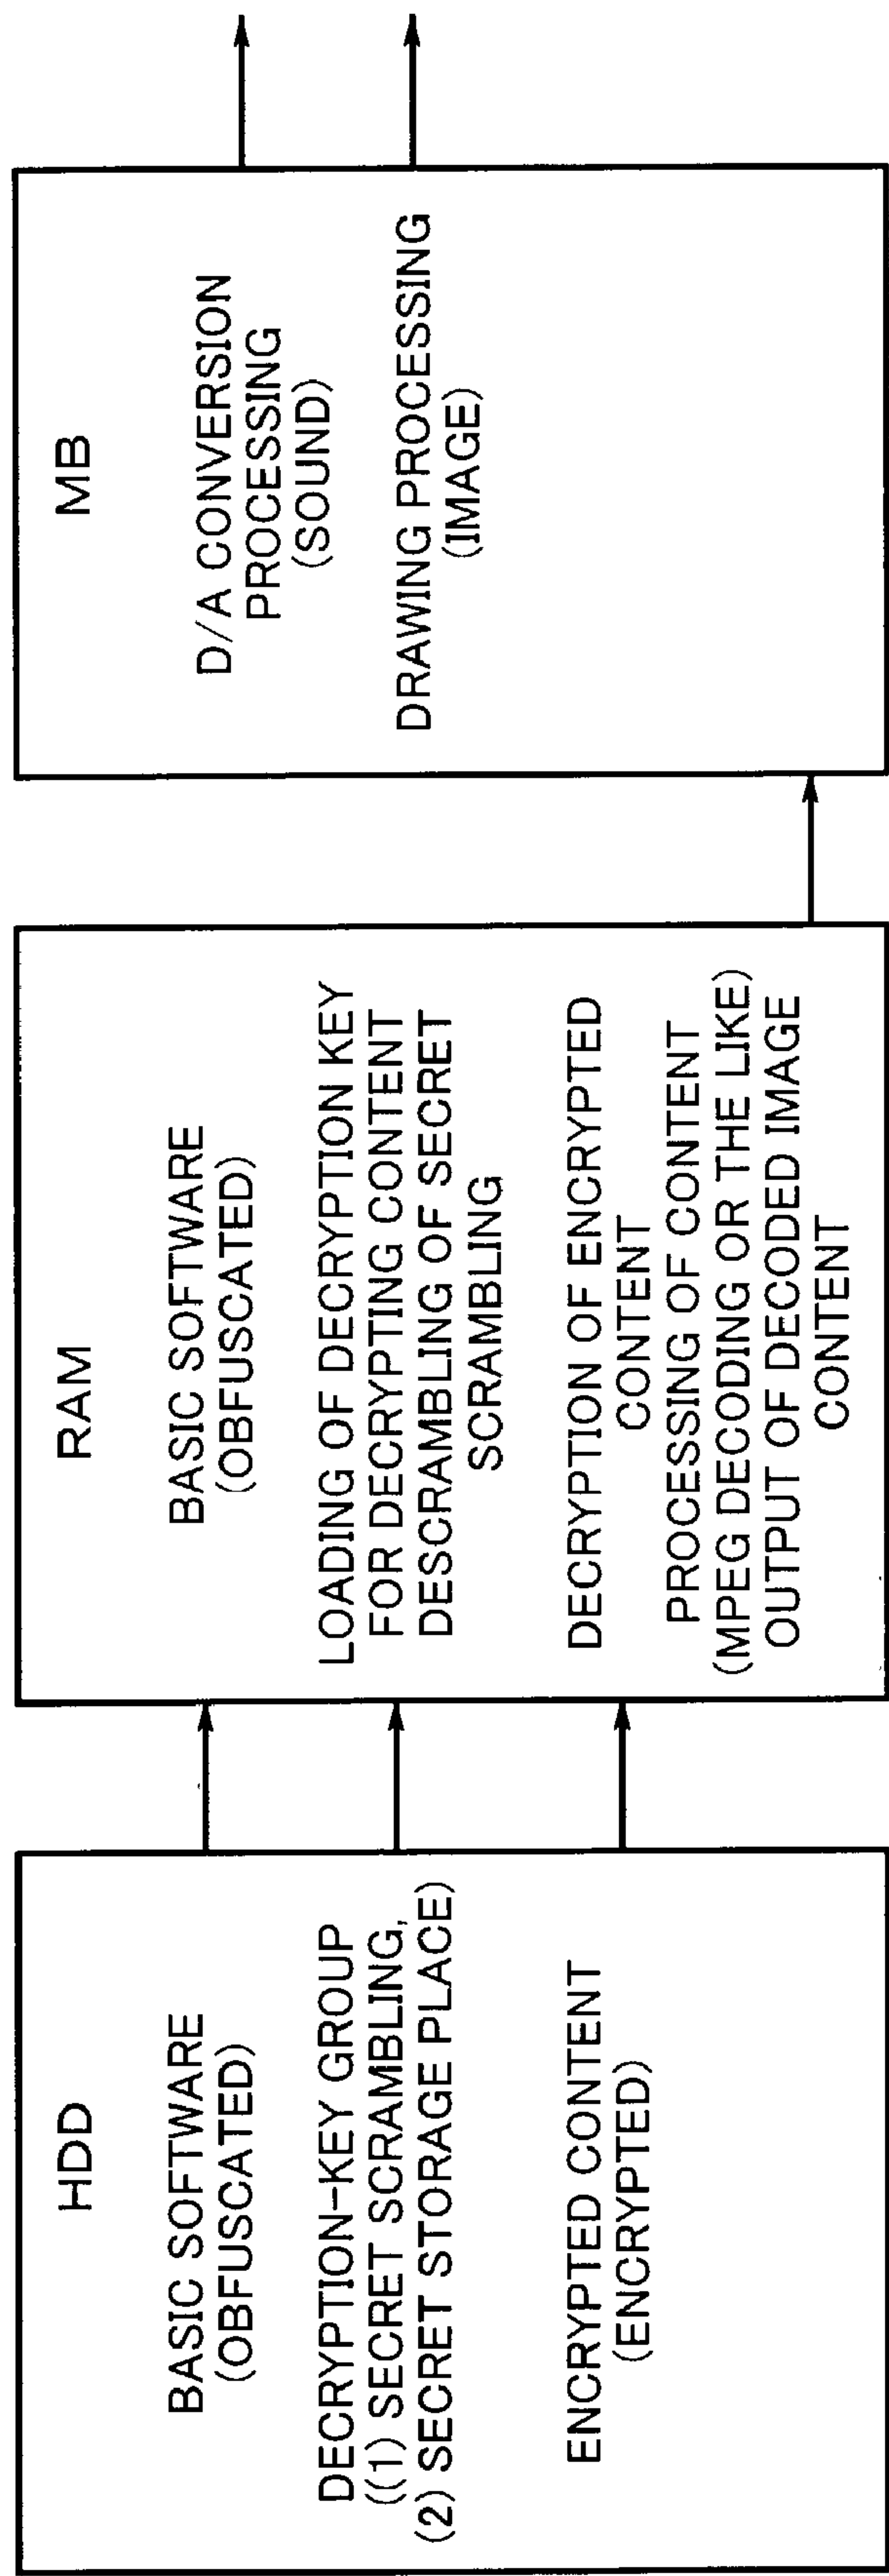 HDD
BASIC SOFTWARE
(OBFUSCATED)
DECRYPTION-KEY GROUP
((1) SECRET SCRAMBLING,
(2) SECRET STORAGE PLACE)
ENCRYPTED CONTENT
(ENCRYPTED)
RAM
BASIC SOFTWARE
(OBFUSCATED)
LOADING OF DECRYPTION KEY
FOR DECRYPTING CONTENT
DESCRAMBLING OF SECRET
SCRAMBLING
DECRYPTION OF ENCRYPTED
CONTENT
PROCESSING OF CONTENT
(MPEG DECODING OR THE LIKE)
OUTPUT OF DECODED IMAGE
CONTENT
MB
D/A CONVERSION
PROCESSING
(SOUND)
DRAWING PROCESSING
(IMAGE)